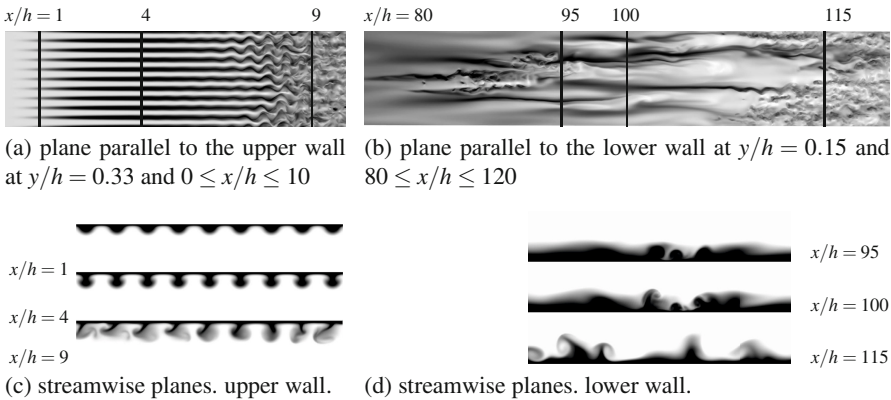 x/h = 1 4 9
x/h = 80 95 100 115
(a) plane parallel to the upper wall
at y/h = 0.33 and 0 ≤ x/h ≤ 10
(b) plane parallel to the lower wall at y/h = 0.15 and
80 ≤ x/h ≤ 120
x/h = 1
x/h = 4
x/h = 9
(c) streamwise planes. upper wall.
x/h = 95
x/h = 100
x/h = 115
(d) streamwise planes. lower wall.